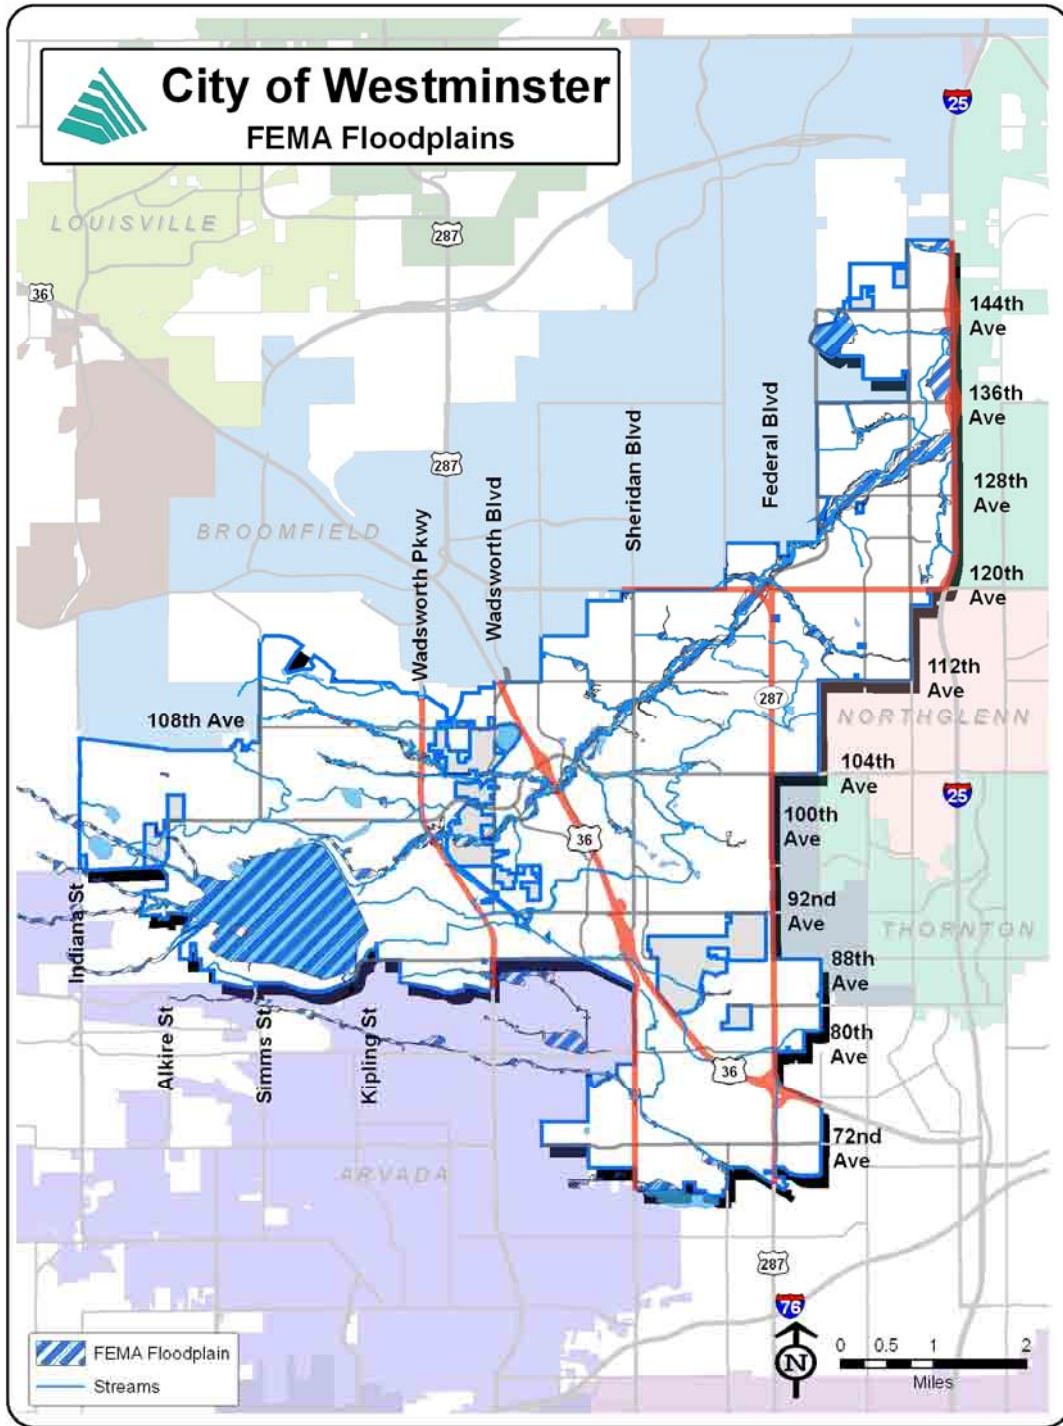 City of Westminster
FEMA Floodplains
25
LOUISVILLE
287
36
144th
Ave
136th
Ave
Federal Blvd
Sheridan Blvd
287
128th
Ave
Wadsworth Blvd
BROOMFIELD
Wadsworth Pkwy
120th
Ave
112th
Ave
287
108th Ave
NORTHGLENN
104th
Ave
25
100th
Ave
36
92nd
Ave
Indiana St
THORNTON
88th
Ave
Alkire St
Simms St
Kipling St
80th
Ave
36
72nd
Ave
ARVADA
287
76
FEMA Floodplain
Streams
N
0 0.5 1 2
Miles